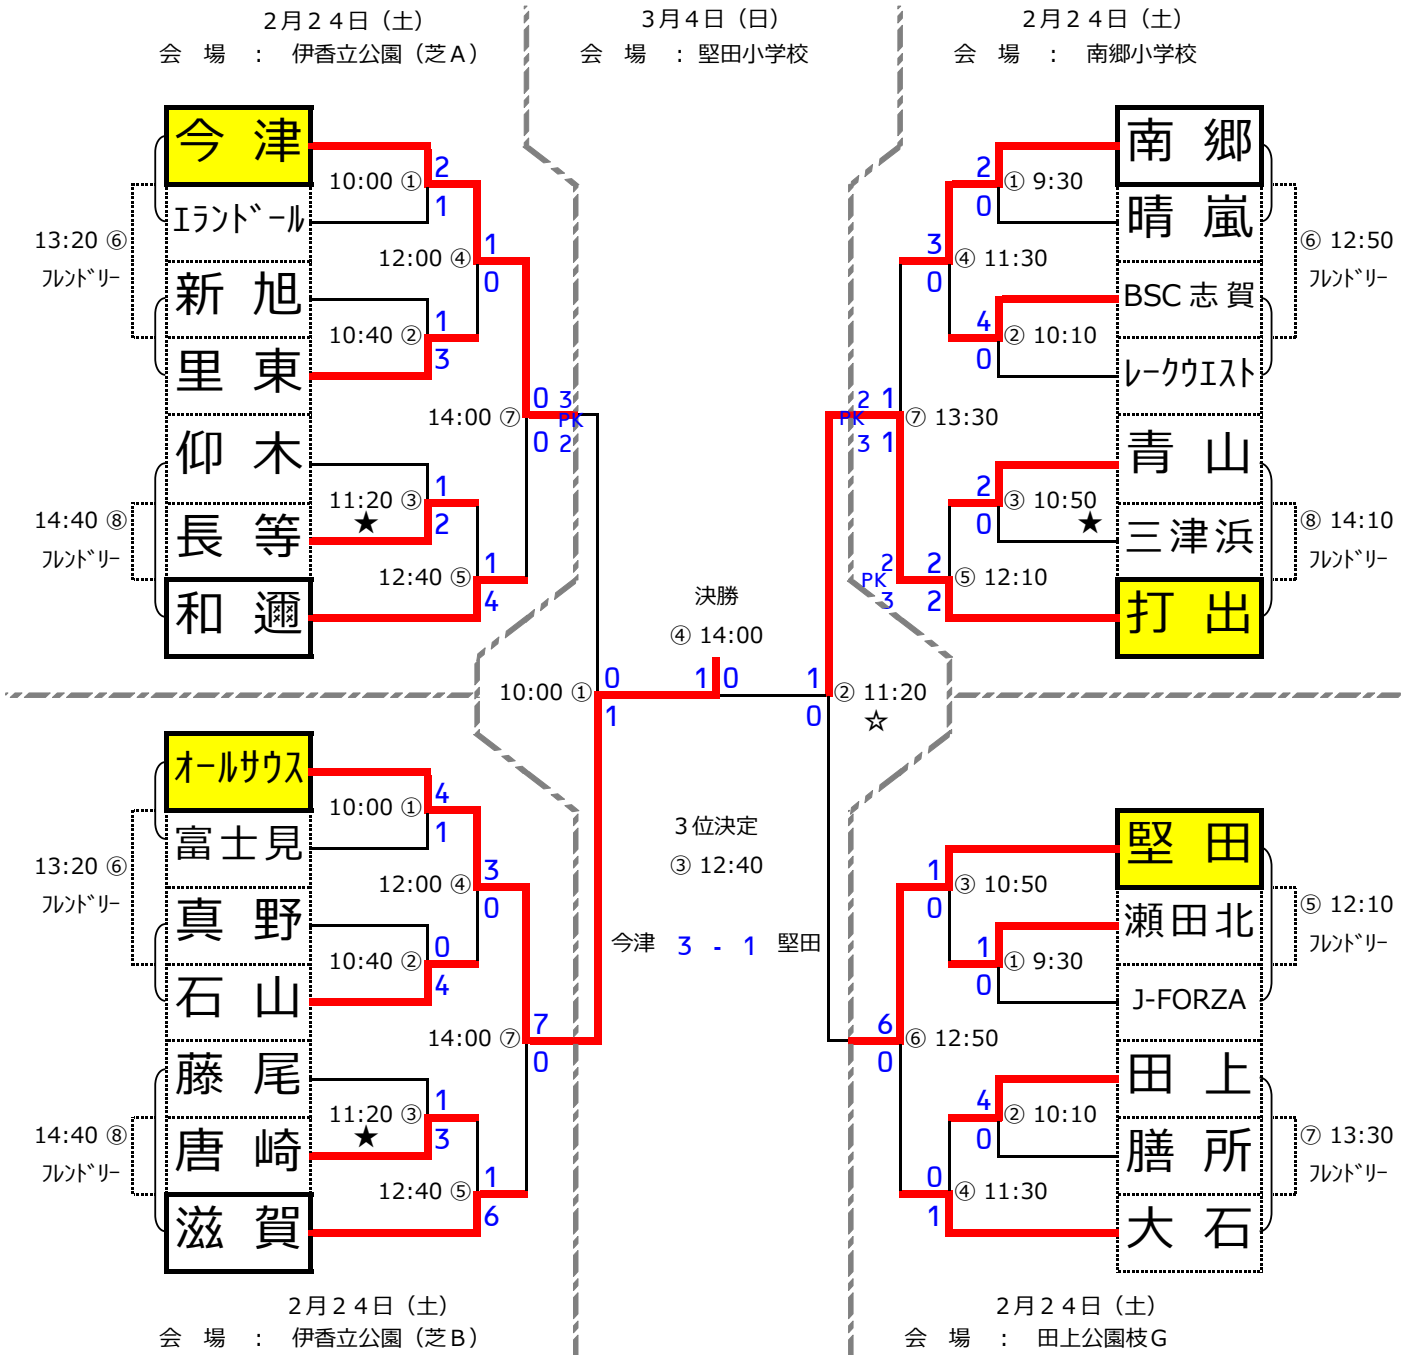 2月24日（土）
会　場　：　伊香立公園（芝A）
3月4日（日）
会　場　：堅田小学校
2月24日（土）
会　場　：　南郷小学校
今　津
10:00 ①
2
1
ｴﾗﾝﾄﾞｰﾙ
13:20 ⑥
ﾌﾚﾝﾄﾞﾘｰ
12:00 ④
1
0
新　旭
10:40 ②
1
3
里　東
14:00 ⑦
0 3
PK
0 2
仰　木
11:20 ③
★
1
2
長　等
14:40 ⑧
ﾌﾚﾝﾄﾞﾘｰ
12:40 ⑤
1
4
和　邇
南　郷
2
0
① 9:30
晴　嵐
⑥ 12:50
ﾌﾚﾝﾄﾞﾘｰ
3
0
④ 11:30
BSC志賀
4
0
② 10:10
ﾚｰｸｳｴｽﾄ
2 1
PK
3 1
⑦ 13:30
青　山
2
0
③ 10:50
★
三津浜
⑧ 14:10
ﾌﾚﾝﾄﾞﾘｰ
2 2
PK
3 2
⑤ 12:10
打　出
決勝
④ 14:00
10:00 ①
0
1
1 0
1
0
② 11:20
☆
3位決定
③ 12:40
今津 3 - 1 堅田
ｵｰﾙｻｳｽ
10:00 ①
4
1
富士見
13:20 ⑥
ﾌﾚﾝﾄﾞﾘｰ
12:00 ④
3
0
真　野
10:40 ②
0
4
石　山
14:00 ⑦
7
0
藤　尾
11:20 ③
★
1
3
唐　崎
14:40 ⑧
ﾌﾚﾝﾄﾞﾘｰ
12:40 ⑤
1
6
滋　賀
堅　田
1
0
③ 10:50
瀬田北
⑤ 12:10
ﾌﾚﾝﾄﾞﾘｰ
1
0
① 9:30
J-FORZA
6
0
⑥ 12:50
田　上
4
0
② 10:10
膳　所
⑦ 13:30
ﾌﾚﾝﾄﾞﾘｰ
0
1
④ 11:30
大　石
2月24日（土）
会　場　：　伊香立公園（芝B）
2月24日（土）
会　場　：　田上公園枝G